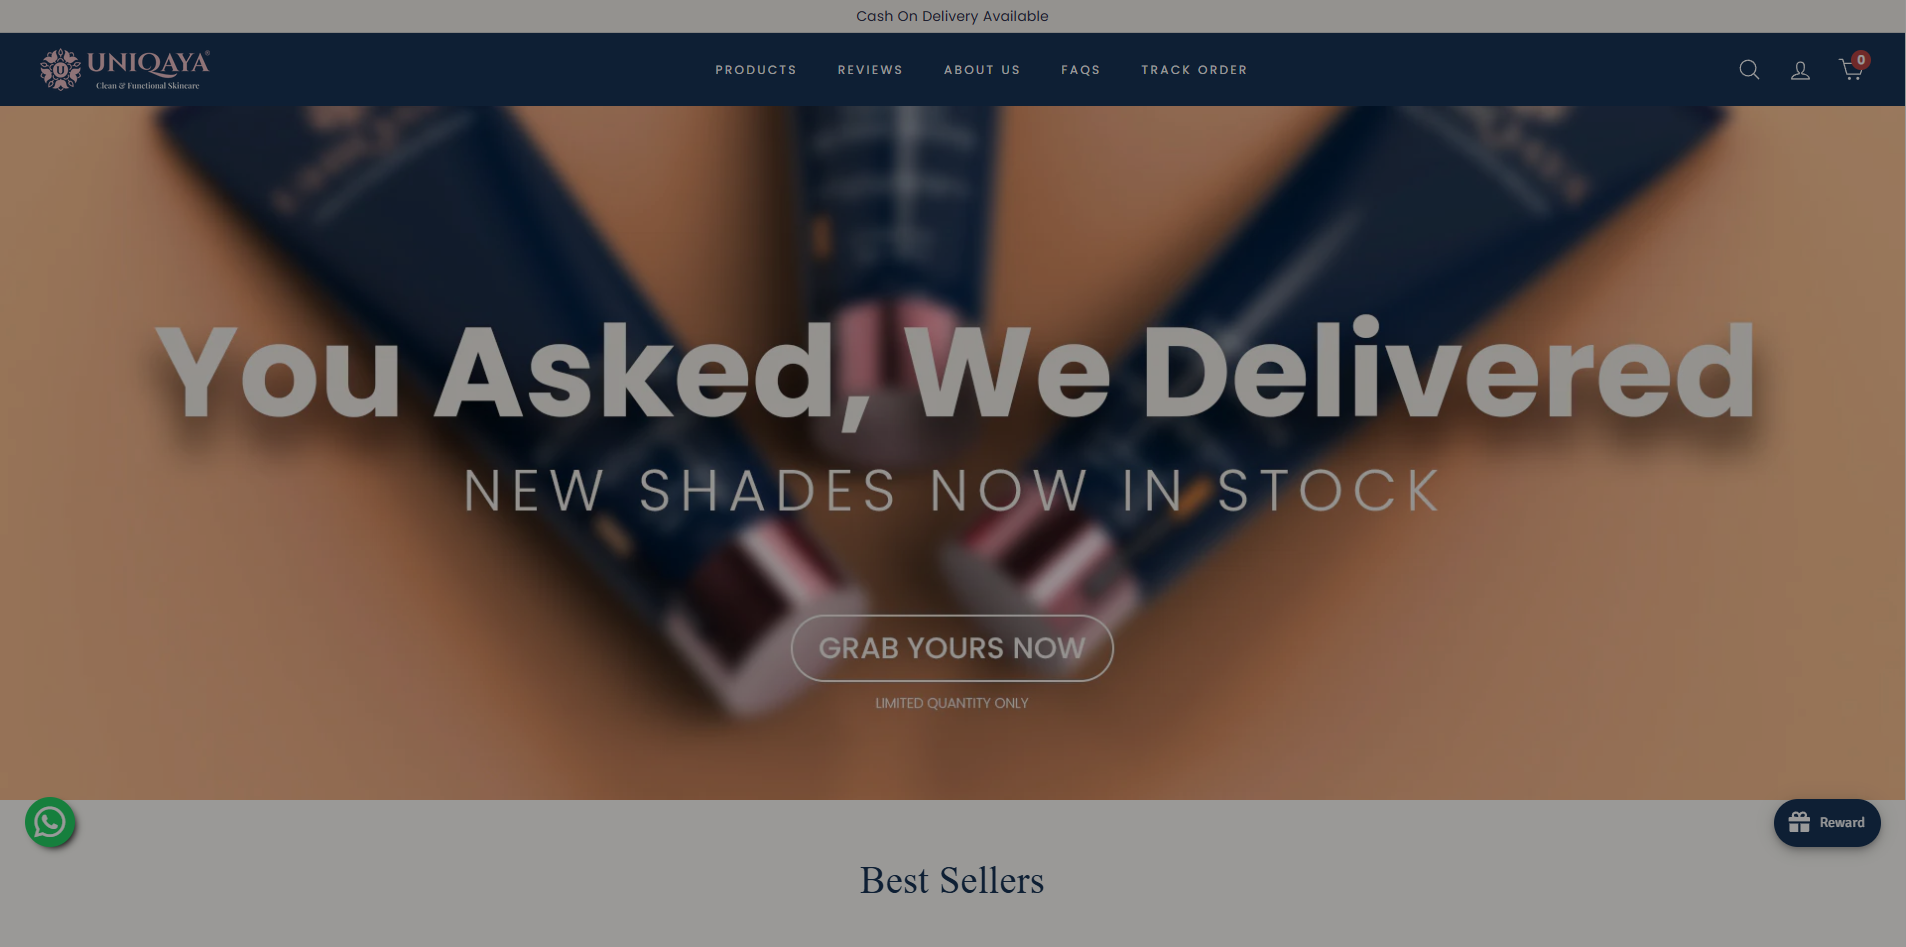 Cash On Delivery Available
UNIQAYA®
Clean & Functional Skincare
PRODUCTS
REVIEWS
ABOUT US
FAQS
TRACK ORDER
0
You Asked, We Delivered
NEW SHADES NOW IN STOCK
GRAB YOURS NOW
LIMITED QUANTITY ONLY
Reward
Best Sellers